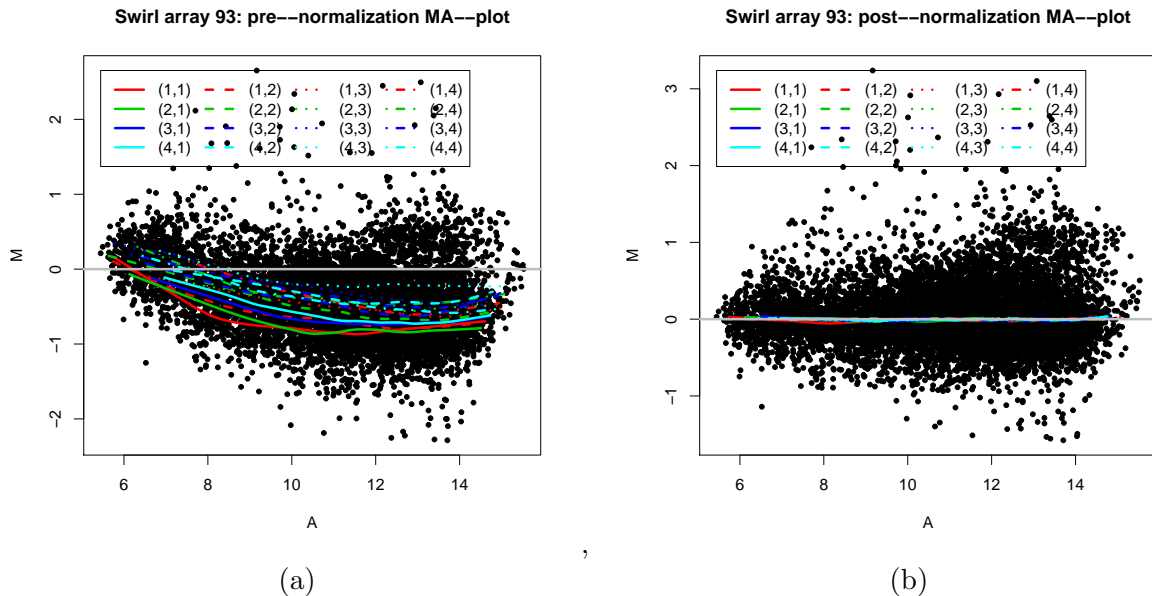 Swirl array 93: pre−−normalization MA−−plot
(1,1) (1,2) (1,3) (1,4)
(2,1) (2,2) (2,3) (2,4)
(3,1) (3,2) (3,3) (3,4)
(4,1) (4,2) (4,3) (4,4)
2
1
0
−1
−2
M
6 8 10 12 14
A
(a)
,
Swirl array 93: post−−normalization MA−−plot
(1,1) (1,2) (1,3) (1,4)
(2,1) (2,2) (2,3) (2,4)
(3,1) (3,2) (3,3) (3,4)
(4,1) (4,2) (4,3) (4,4)
3
2
1
0
−1
M
6 8 10 12 14
A
(b)